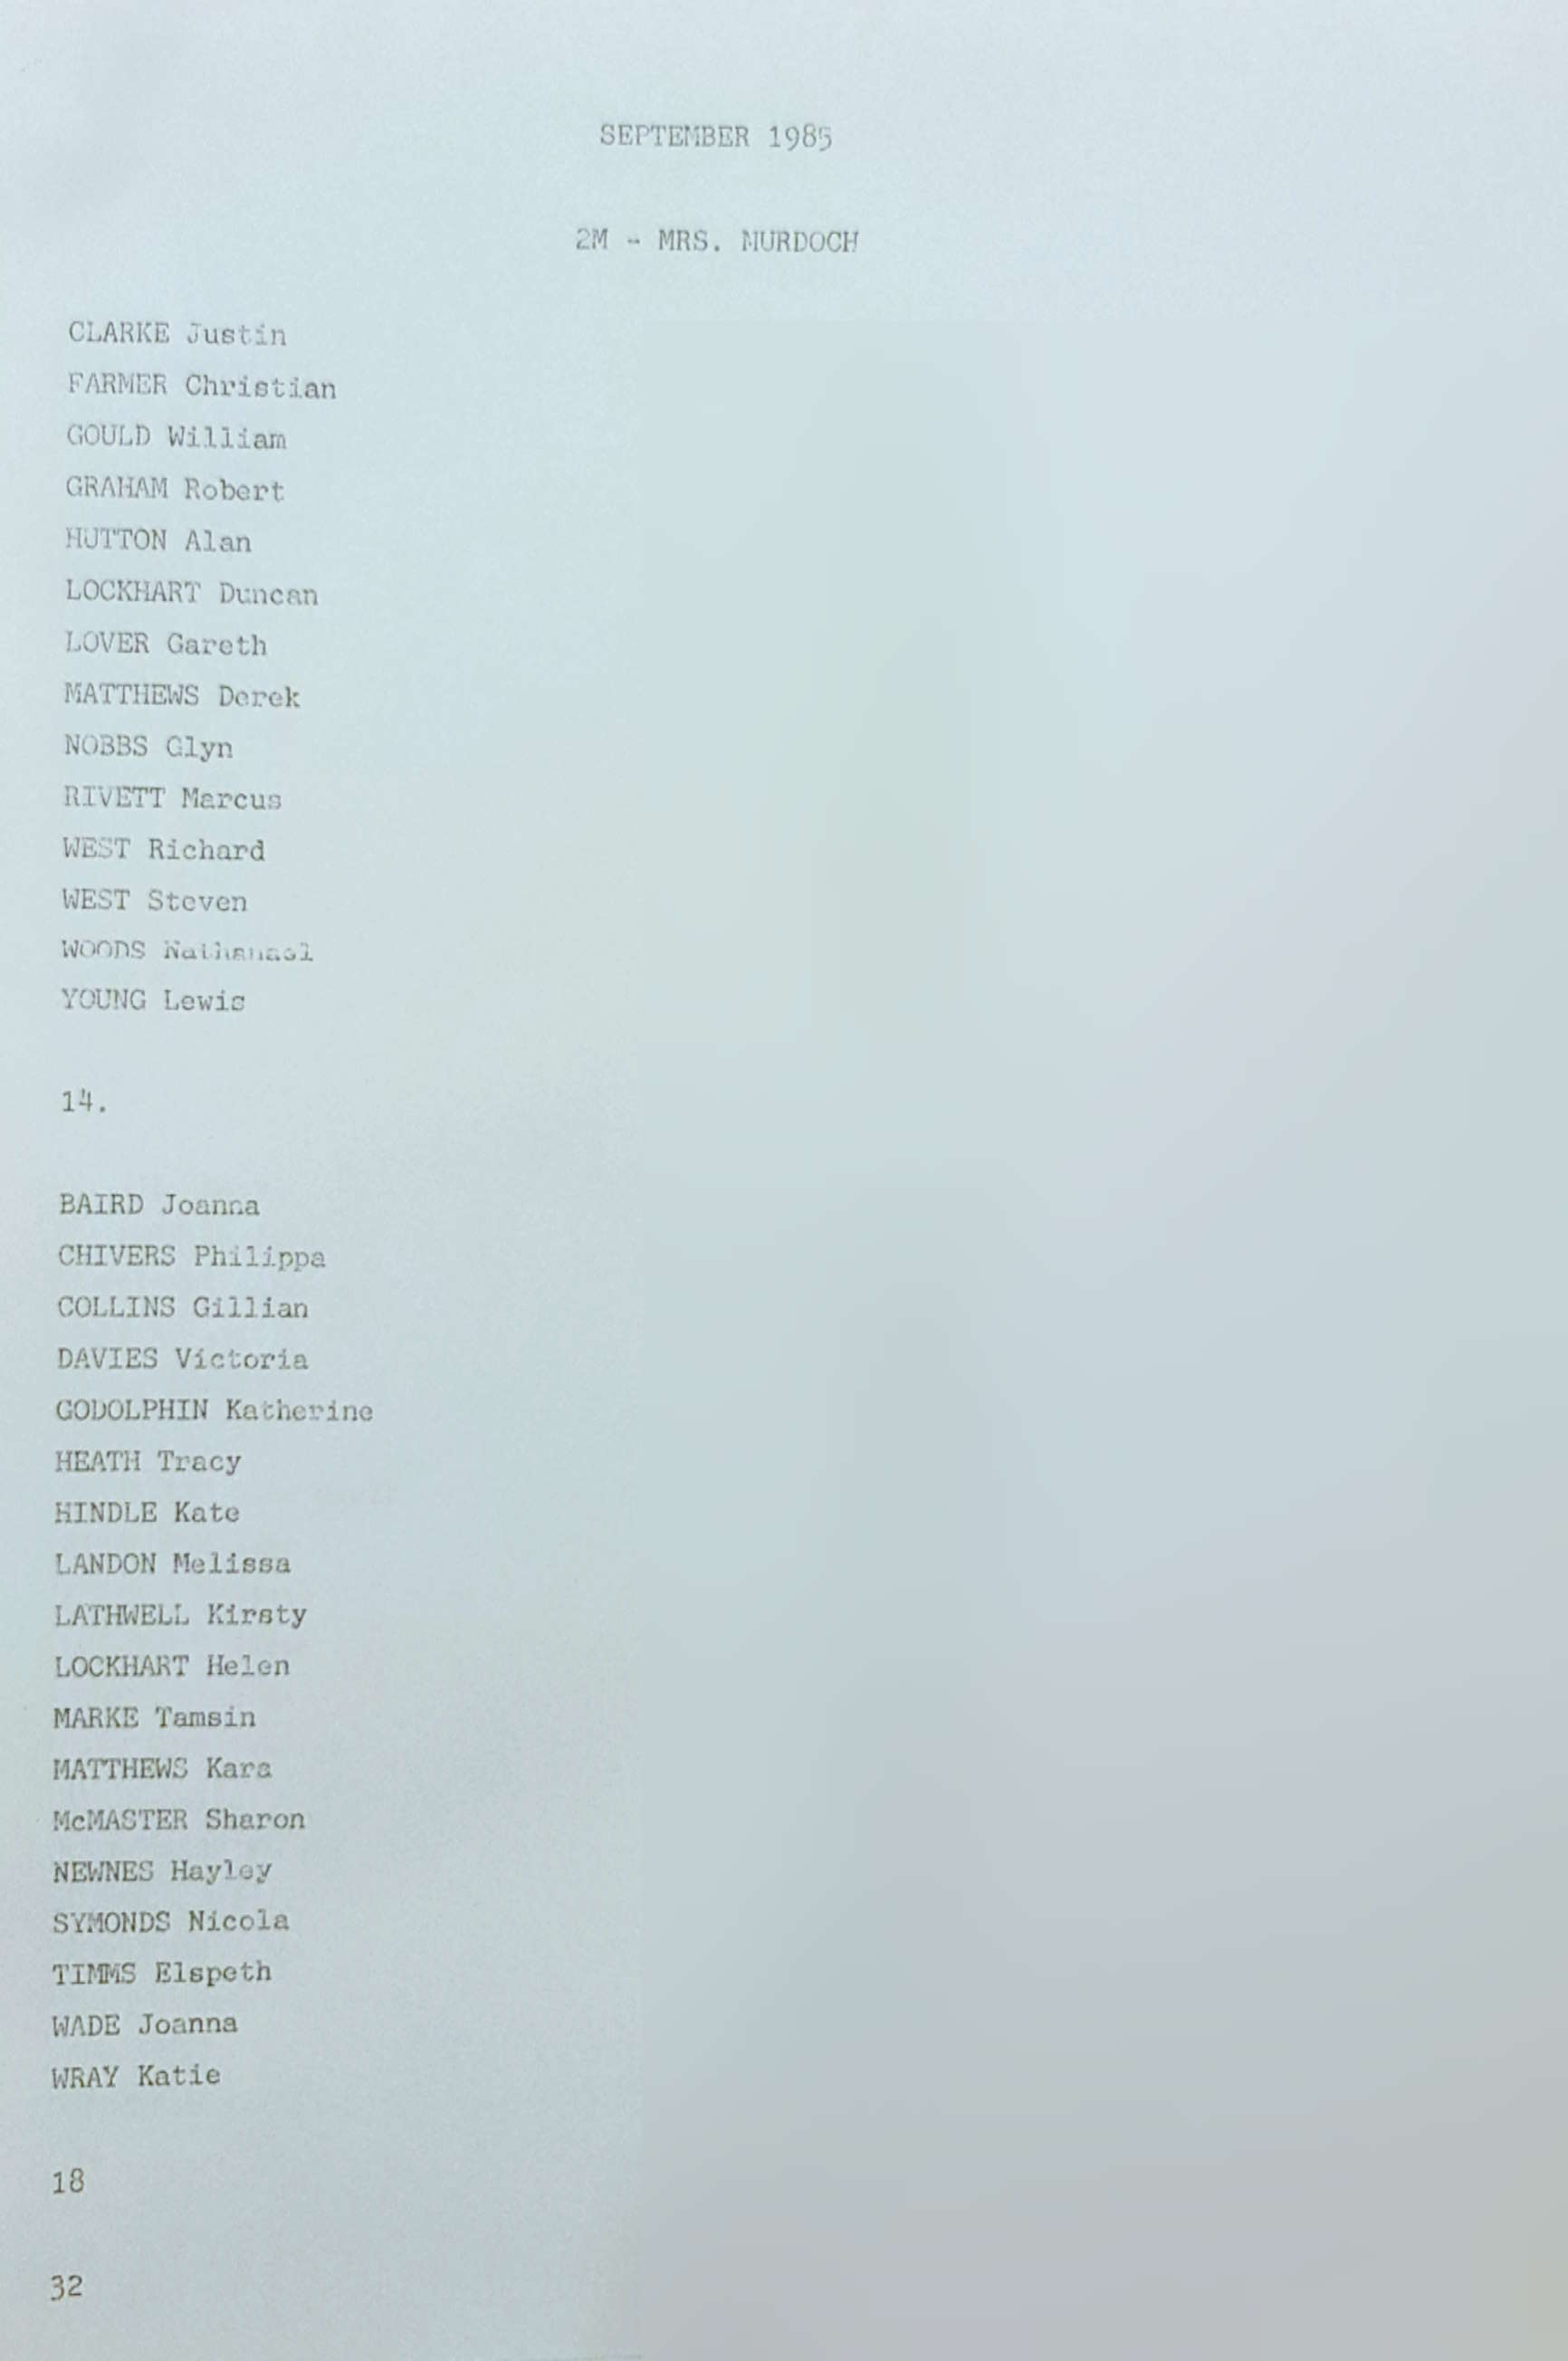 SEPTEMBER 1985
2M - MRS. MURDOCH
CLARKE Justin
FARMER Christian
GOULD William
GRAHAM Robert
HUTTON Alan
LOCKHART Duncan
LOVER Gareth
MATTHEWS Derek
NOBBS Glyn
RIVETT Marcus
WEST Richard
WEST Steven
WOODS Nathanael
YOUNG Lewis
14.
BAIRD Joanna
CHIVERS Philippa
COLLINS Gillian
DAVIES Victoria
GODOLPHIN Katherine
HEATH Tracy
HINDLE Kate
LANDON Melissa
LATHWELL Kirsty
LOCKHART Helen
MARKE Tamsin
MATTHEWS Kara
McMASTER Sharon
NEWNES Hayley
SYMONDS Nicola
TIMMS Elspeth
WADE Joanna
WRAY Katie
18
32